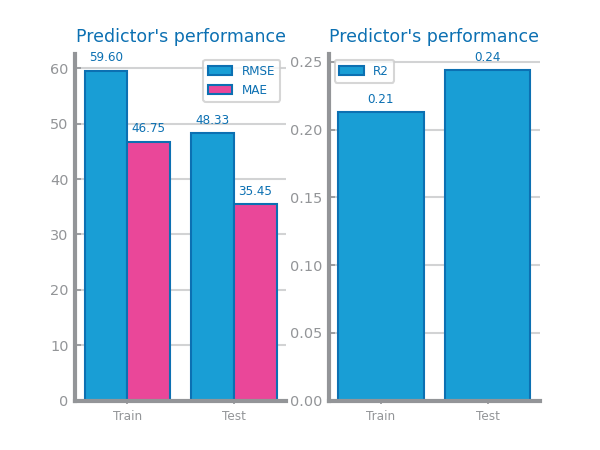 Predictor's performance
59.60
46.75
48.33
35.45
RMSE
MAE
60
50
40
30
20
10
0
Train
Test
Predictor's performance
0.21
0.24
R2
0.25
0.20
0.15
0.10
0.05
0.00
Train
Test